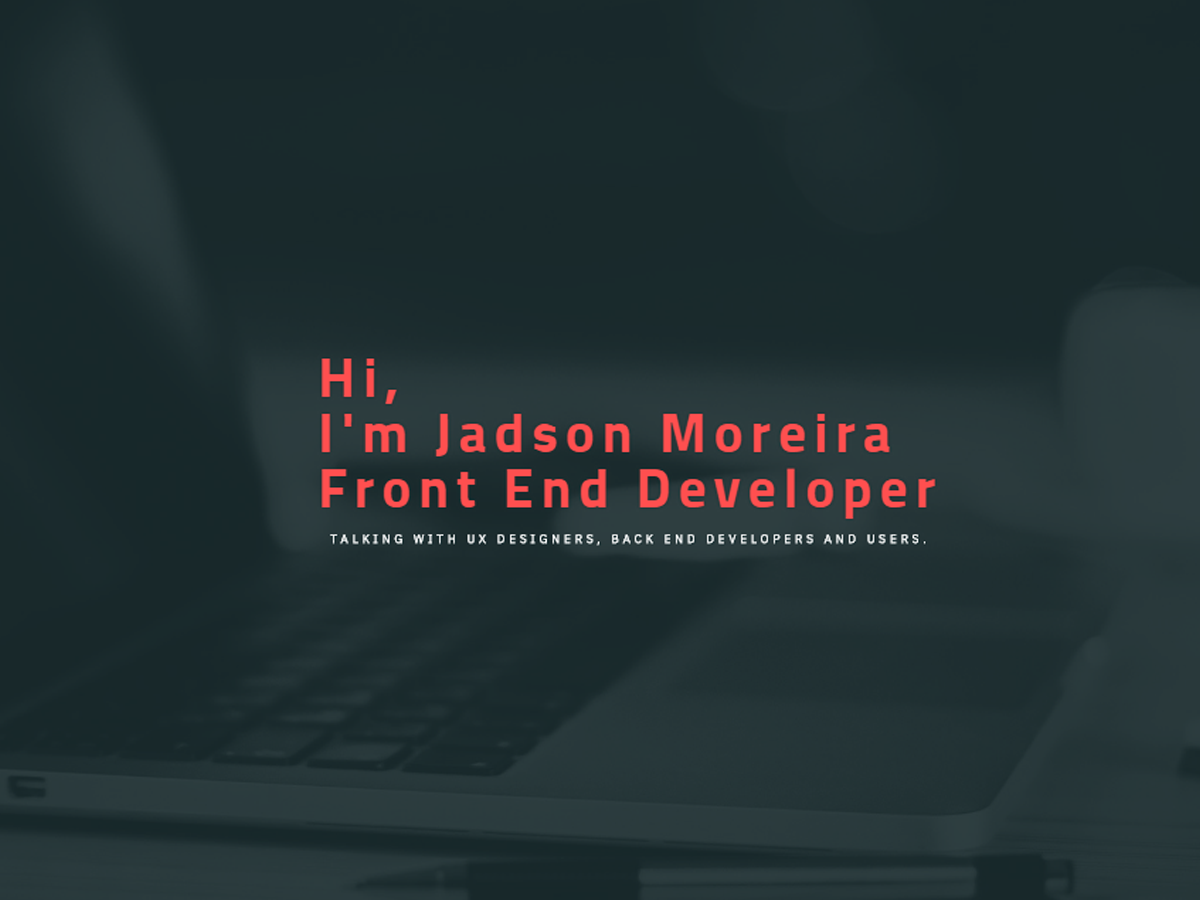 Hi,
I'm Jadson Moreira
Front End Developer
TALKING WITH UX DESIGNERS, BACK END DEVELOPERS AND USERS.